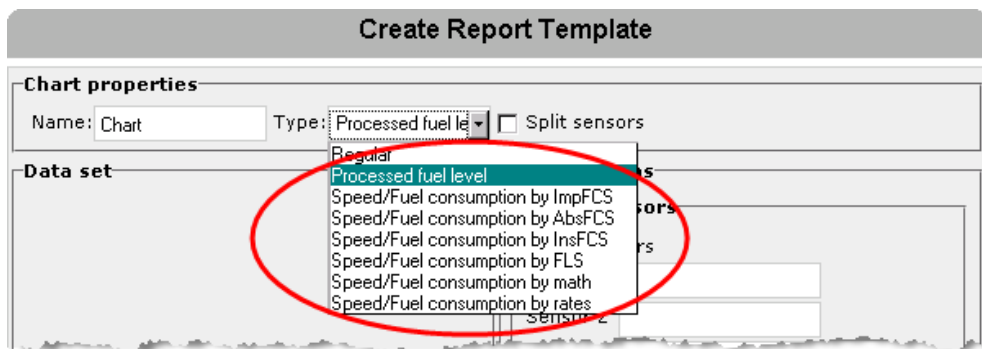 Create Report Template
Chart properties
Name: Chart Type: Processed fuel le Split sensors
Regular
Data set
Processed fuel level
Speed/Fuel consumption by ImpFCS
Speed/Fuel consumption by AbsFCS
Speed/Fuel consumption by InsFCS
Speed/Fuel consumption by FLS
Speed/Fuel consumption by math
Speed/Fuel consumption by rates